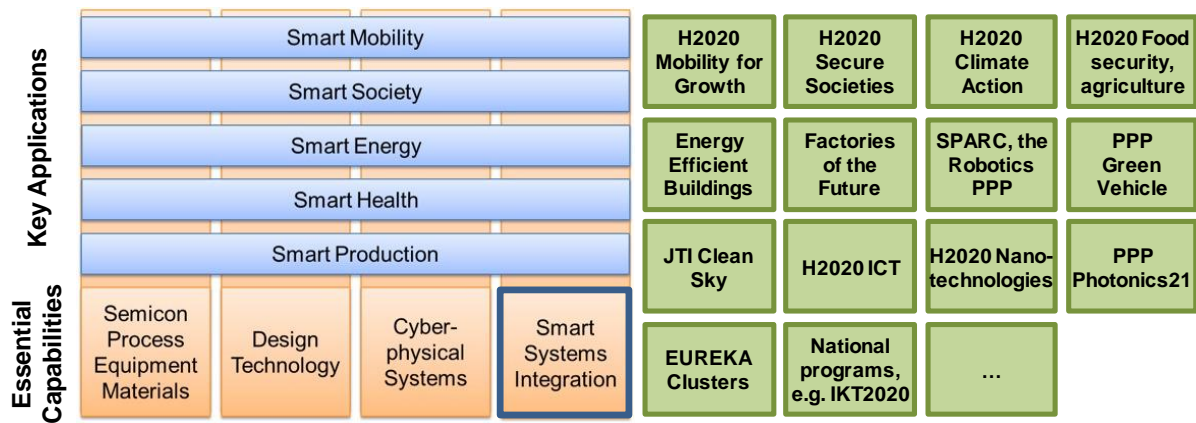 Key Applications
Smart Mobility
Smart Society
Smart Energy
Smart Health
Smart Production
Essential
Capabilities
Semicon
Process
Equipment
Materials
Design
Technology
Cyber-
physical
Systems
Smart
Systems
Integration
H2020
Mobility for
Growth
H2020
Secure
Societies
H2020
Climate
Action
H2020 Food
security,
agriculture
Energy
Efficient
Buildings
Factories
of the
Future
SPARC, the
Robotics
PPP
PPP
Green
Vehicle
JTI Clean
Sky
H2020 ICT
H2020 Nano-
technologies
PPP
Photonics21
EUREKA
Clusters
National
programs,
e.g. IKT2020
…